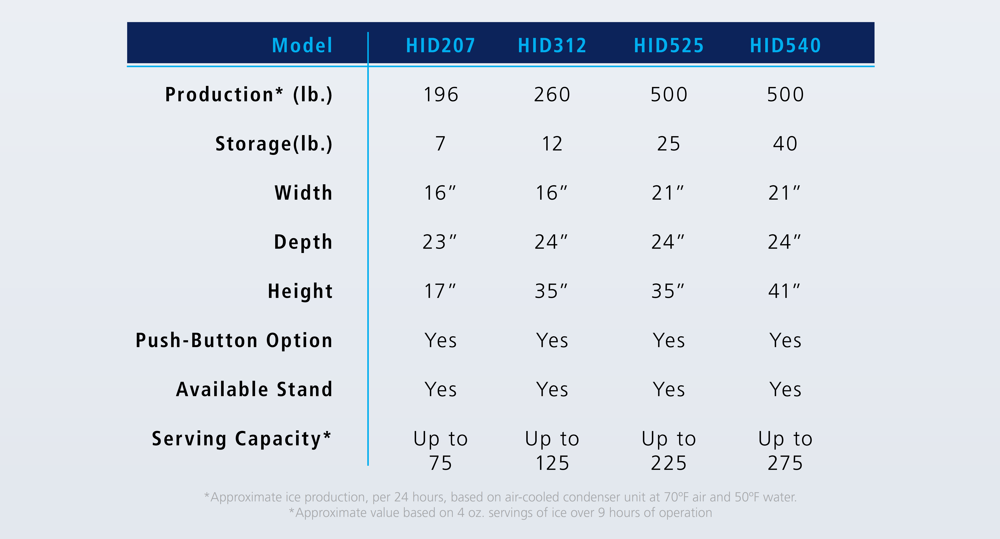 Model HID207 HID312 HID525 HID540
Production* (lb.) 196 260 500 500
Storage(lb.) 7 12 25 40
Width 16” 16” 21” 21”
Depth 23” 24” 24” 24”
Height 17” 35” 35” 41”
Push-Button Option Yes Yes Yes Yes
Available Stand Yes Yes Yes Yes
Serving Capacity* Up to Up to Up to Up to
75 125 225 275
*Approximate ice production, per 24 hours, based on air-cooled condenser unit at 70ºF air and 50ºF water.
*Approximate value based on 4 oz. servings of ice over 9 hours of operation